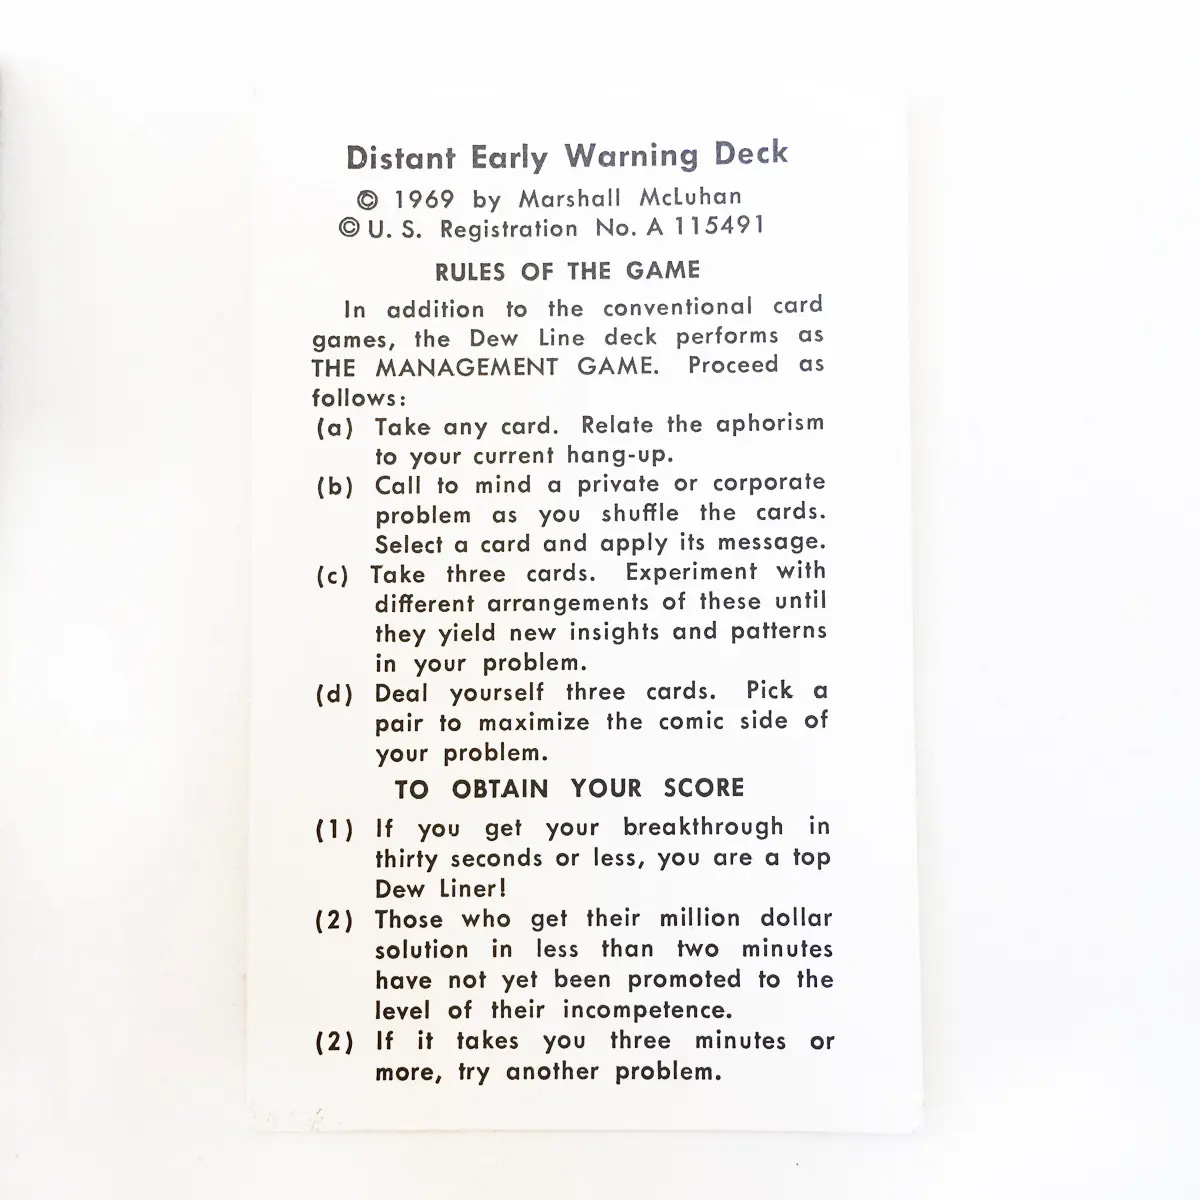 Distant Early Warning Deck
© 1969 by Marshall McLuhan
© U. S. Registration No. A 115491
RULES OF THE GAME
In addition to the conventional card
games, the Dew Line deck performs as
THE MANAGEMENT GAME. Proceed as
follows:
(a) Take any card. Relate the aphorism
to your current hang-up.
(b) Call to mind a private or corporate
problem as you shuffle the cards.
Select a card and apply its message.
(c) Take three cards. Experiment with
different arrangements of these until
they yield new insights and patterns
in your problem.
(d) Deal yourself three cards. Pick a
pair to maximize the comic side of
your problem.
TO OBTAIN YOUR SCORE
(1) If you get your breakthrough in
thirty seconds or less, you are a top
Dew Liner!
(2) Those who get their million dollar
solution in less than two minutes
have not yet been promoted to the
level of their incompetence.
(2) If it takes you three minutes or
more, try another problem.